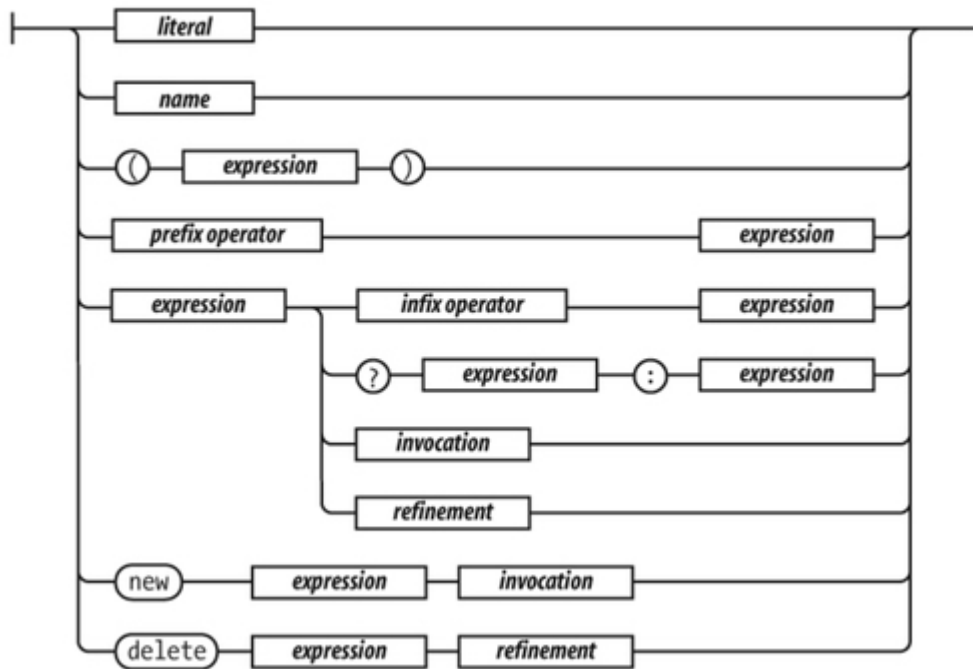 literal
name
( expression )
prefix operator expression
expression infix operator expression
? expression : expression
invocation
refinement
new expression invocation
delete expression refinement